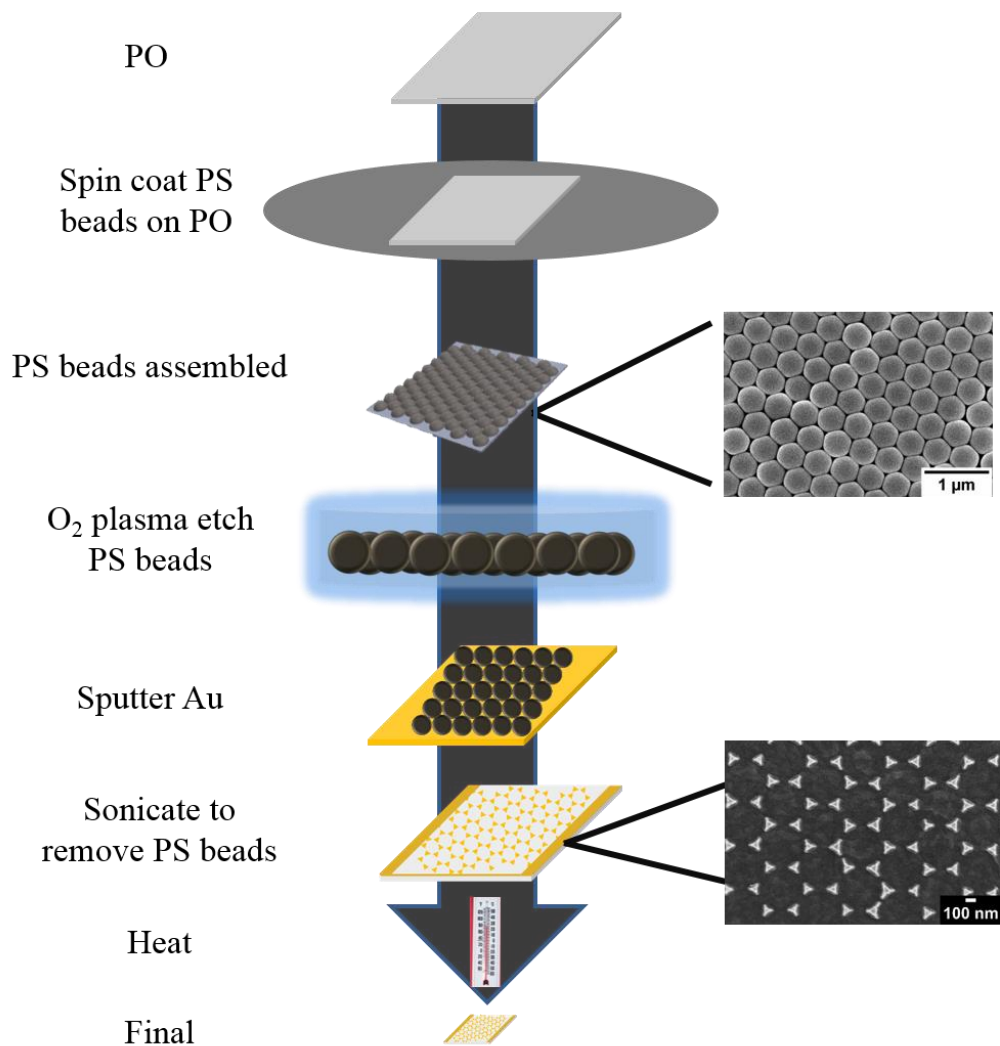 PO
Spin coat PS
beads on PO
PS beads assembled
1 µm
O₂ plasma etch
PS beads
Sputter Au
Sonicate to
remove PS beads
100 nm
Heat
Final